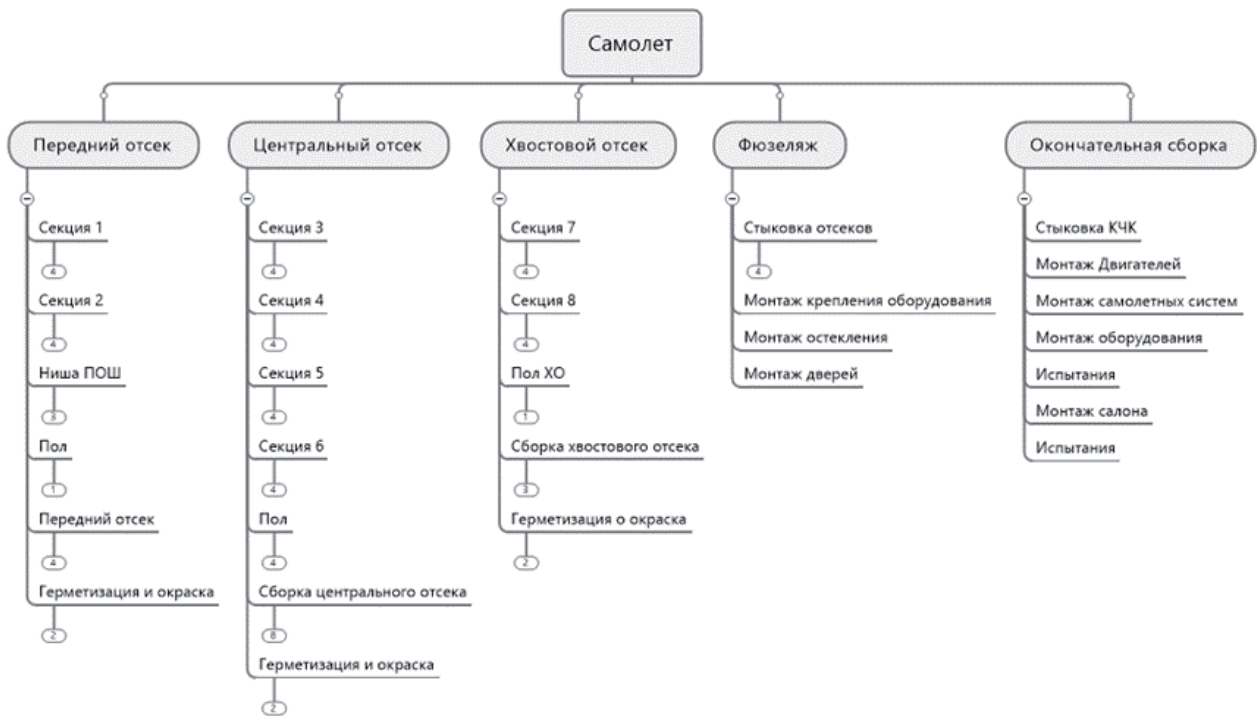 Самолет
Передний отсек
Секция 1
4
Секция 2
4
Ниша ПОШ
3
Пол
1
Передний отсек
4
Герметизация и окраска
2
Центральный отсек
Секция 3
4
Секция 4
4
Секция 5
4
Секция 6
4
Пол
4
Сборка центрального отсека
8
Герметизация и окраска
2
Хвостовой отсек
Секция 7
4
Секция 8
4
Пол ХО
1
Сборка хвостового отсека
3
Герметизация о окраска
2
Фюзеляж
Стыковка отсеков
4
Монтаж крепления оборудования
Монтаж остекления
Монтаж дверей
Окончательная сборка
Стыковка КЧК
Монтаж Двигателей
Монтаж самолетных систем
Монтаж оборудования
Испытания
Монтаж салона
Испытания